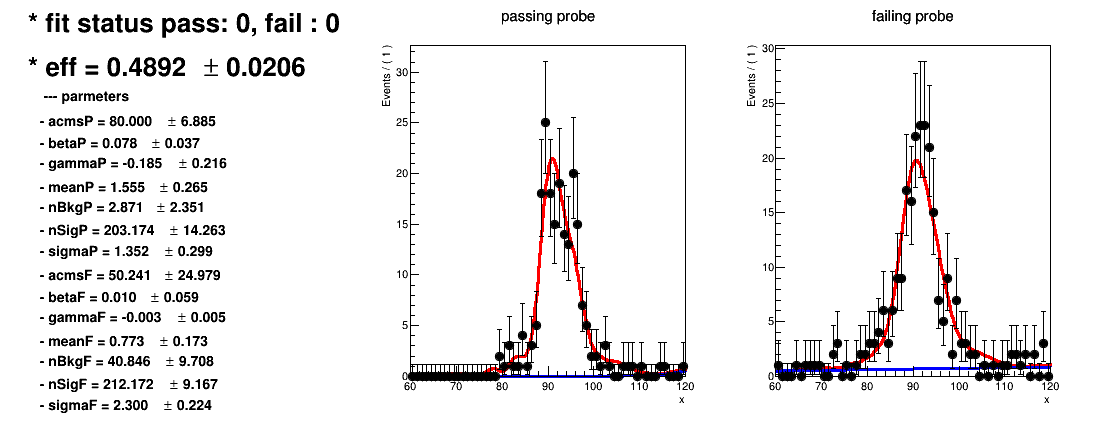 * fit status pass: 0, fail : 0
* eff = 0.4892 ± 0.0206
--- parmeters
- acmsP = 80.000 ± 6.885
- betaP = 0.078 ± 0.037
- gammaP = -0.185 ± 0.216
- meanP = 1.555 ± 0.265
- nBkgP = 2.871 ± 2.351
- nSigP = 203.174 ± 14.263
- sigmaP = 1.352 ± 0.299
- acmsF = 50.241 ± 24.979
- betaF = 0.010 ± 0.059
- gammaF = -0.003 ± 0.005
- meanF = 0.773 ± 0.173
- nBkgF = 40.846 ± 9.708
- nSigF = 212.172 ± 9.167
- sigmaF = 2.300 ± 0.224
passing probe
Events / ( 1 )
30
25
20
15
10
5
0
60 70 80 90 100 110 120
x
failing probe
Events / ( 1 )
30
25
20
15
10
5
0
60 70 80 90 100 110 120
x